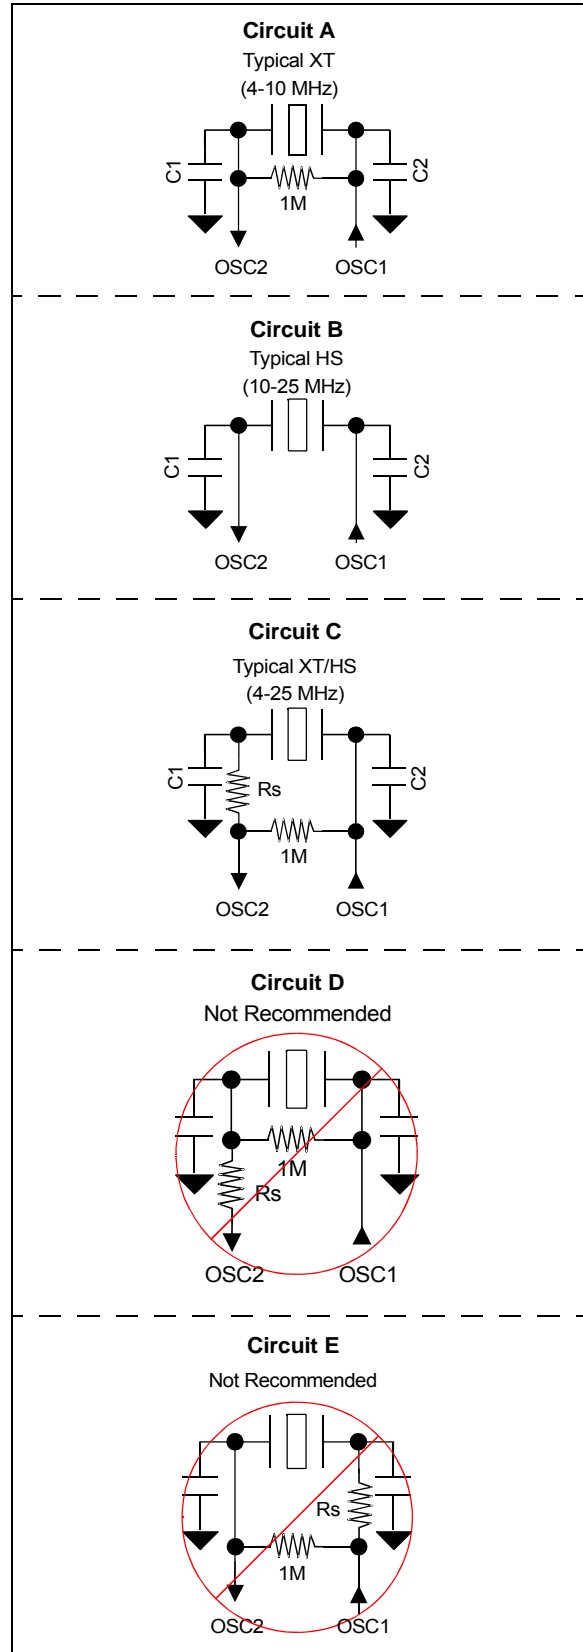 Circuit A
Typical XT
(4-10 MHz)
C1
C2
1M
OSC2 OSC1
Circuit B
Typical HS
(10-25 MHz)
C1
C2
OSC2 OSC1
Circuit C
Typical XT/HS
(4-25 MHz)
C1
Rs
C2
1M
OSC2 OSC1
Circuit D
Not Recommended
1M
Rs
OSC2 OSC1
Circuit E
Not Recommended
Rs
1M
OSC2 OSC1